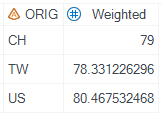 ORIG Weighted
CH 79
TW 78.331226296
US 80.467532468